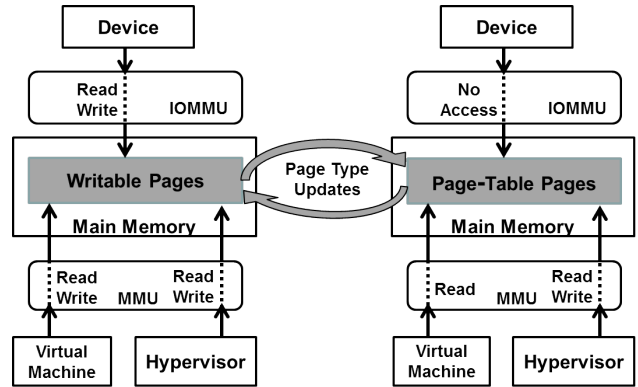 Device
Read
Write
IOMMU
Writable Pages
Main Memory
Read
Write
MMU
Read
Write
Virtual
Machine
Hypervisor
Page Type
Updates
Device
No
Access
IOMMU
Page-Table Pages
Main Memory
Read
MMU
Read
Write
Virtual
Machine
Hypervisor